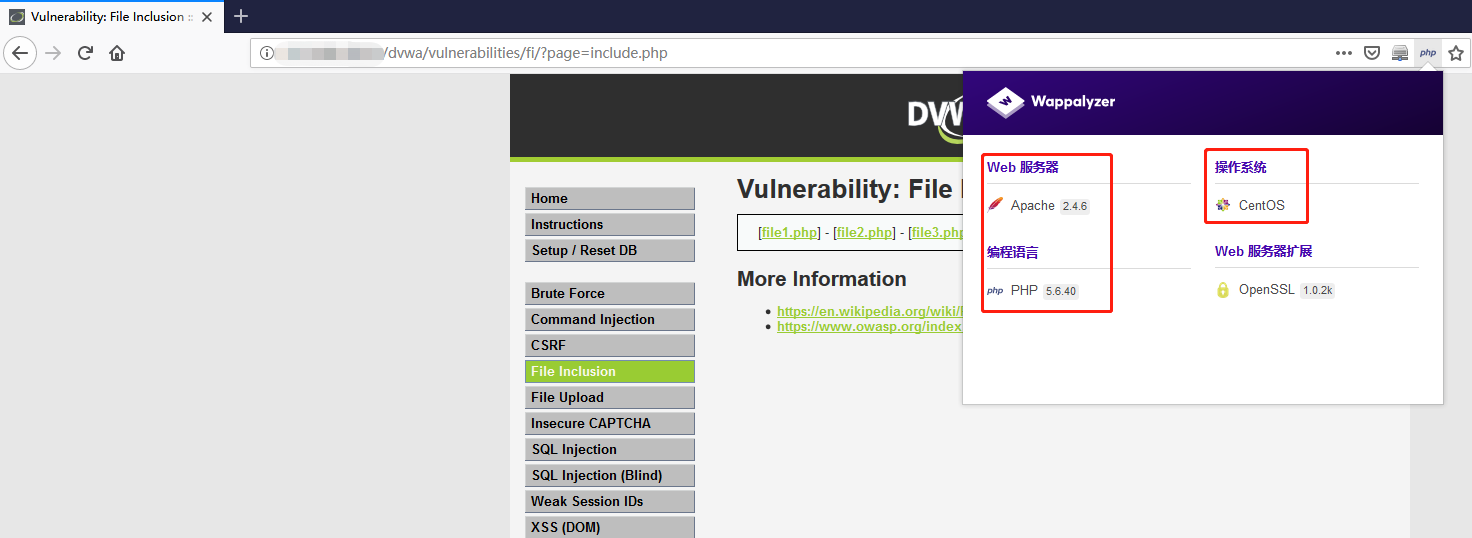 Vulnerability: File Inclusion ::
/dvwa/vulnerabilities/fi/?page=include.php
php
DVW
Home
Instructions
Setup / Reset DB
Brute Force
Command Injection
CSRF
File Inclusion
File Upload
Insecure CAPTCHA
SQL Injection
SQL Injection (Blind)
Weak Session IDs
XSS (DOM)
Vulnerability: File
[file1.php] - [file2.php] - [file3.php
More Information
https://en.wikipedia.org/wiki/
https://www.owasp.org/index
W Wappalyzer
Web 服务器
Apache 2.4.6
编程语言
php PHP 5.6.40
操作系统
CentOS
Web 服务器扩展
OpenSSL 1.0.2k